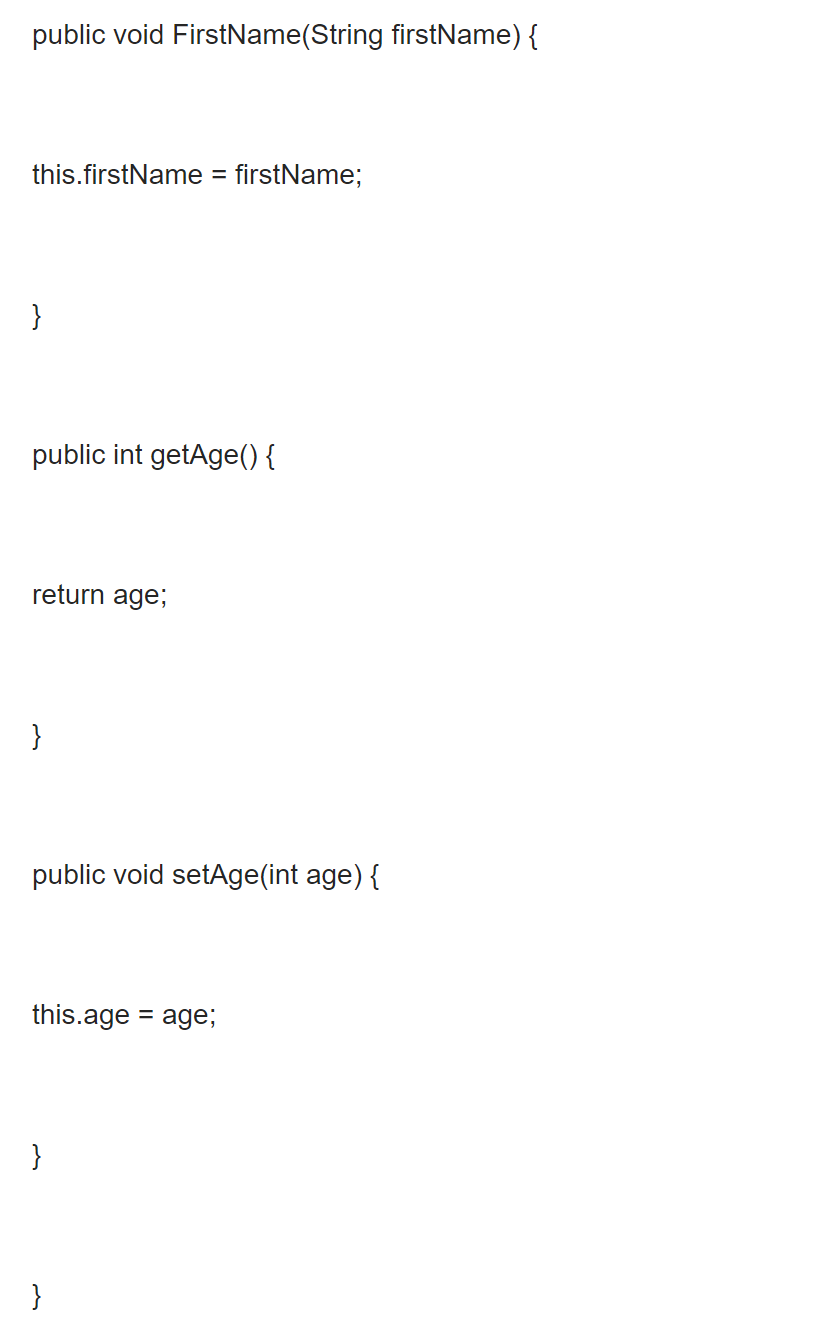 public void FirstName(String firstName) {
this.firstName = firstName;
}
public int getAge() {
return age;
}
public void setAge(int age) {
this.age = age;
}
}